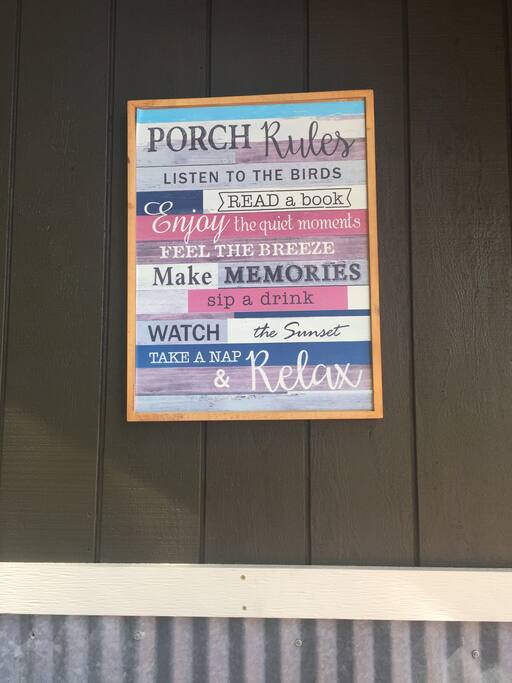 PORCH Rules
LISTEN TO THE BIRDS
READ a book
Enjoy the quiet moments
FEEL THE BREEZE
Make MEMORIES
sip a drink
WATCH the Sunset
TAKE A NAP
& Relax